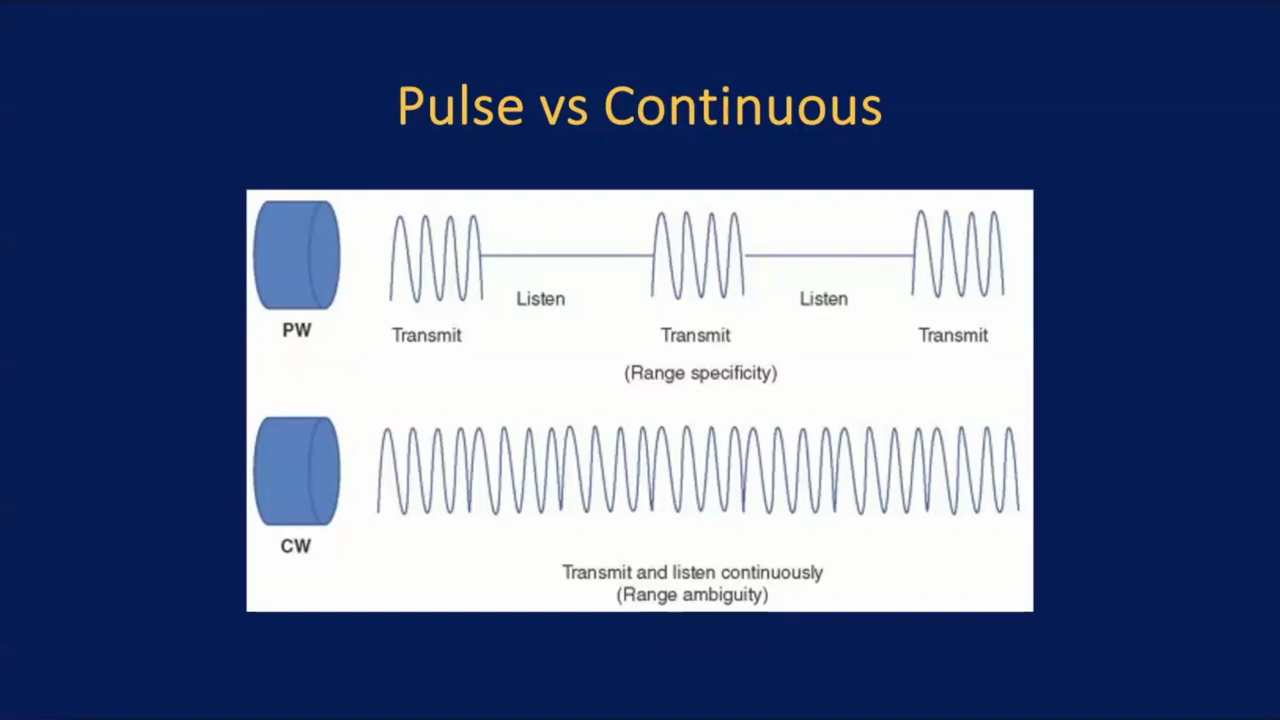 Pulse vs Continuous
PW
Listen
Listen
Transmit
Transmit
Transmit
(Range specificity)
CW
Transmit and listen continuously
(Range ambiguity)